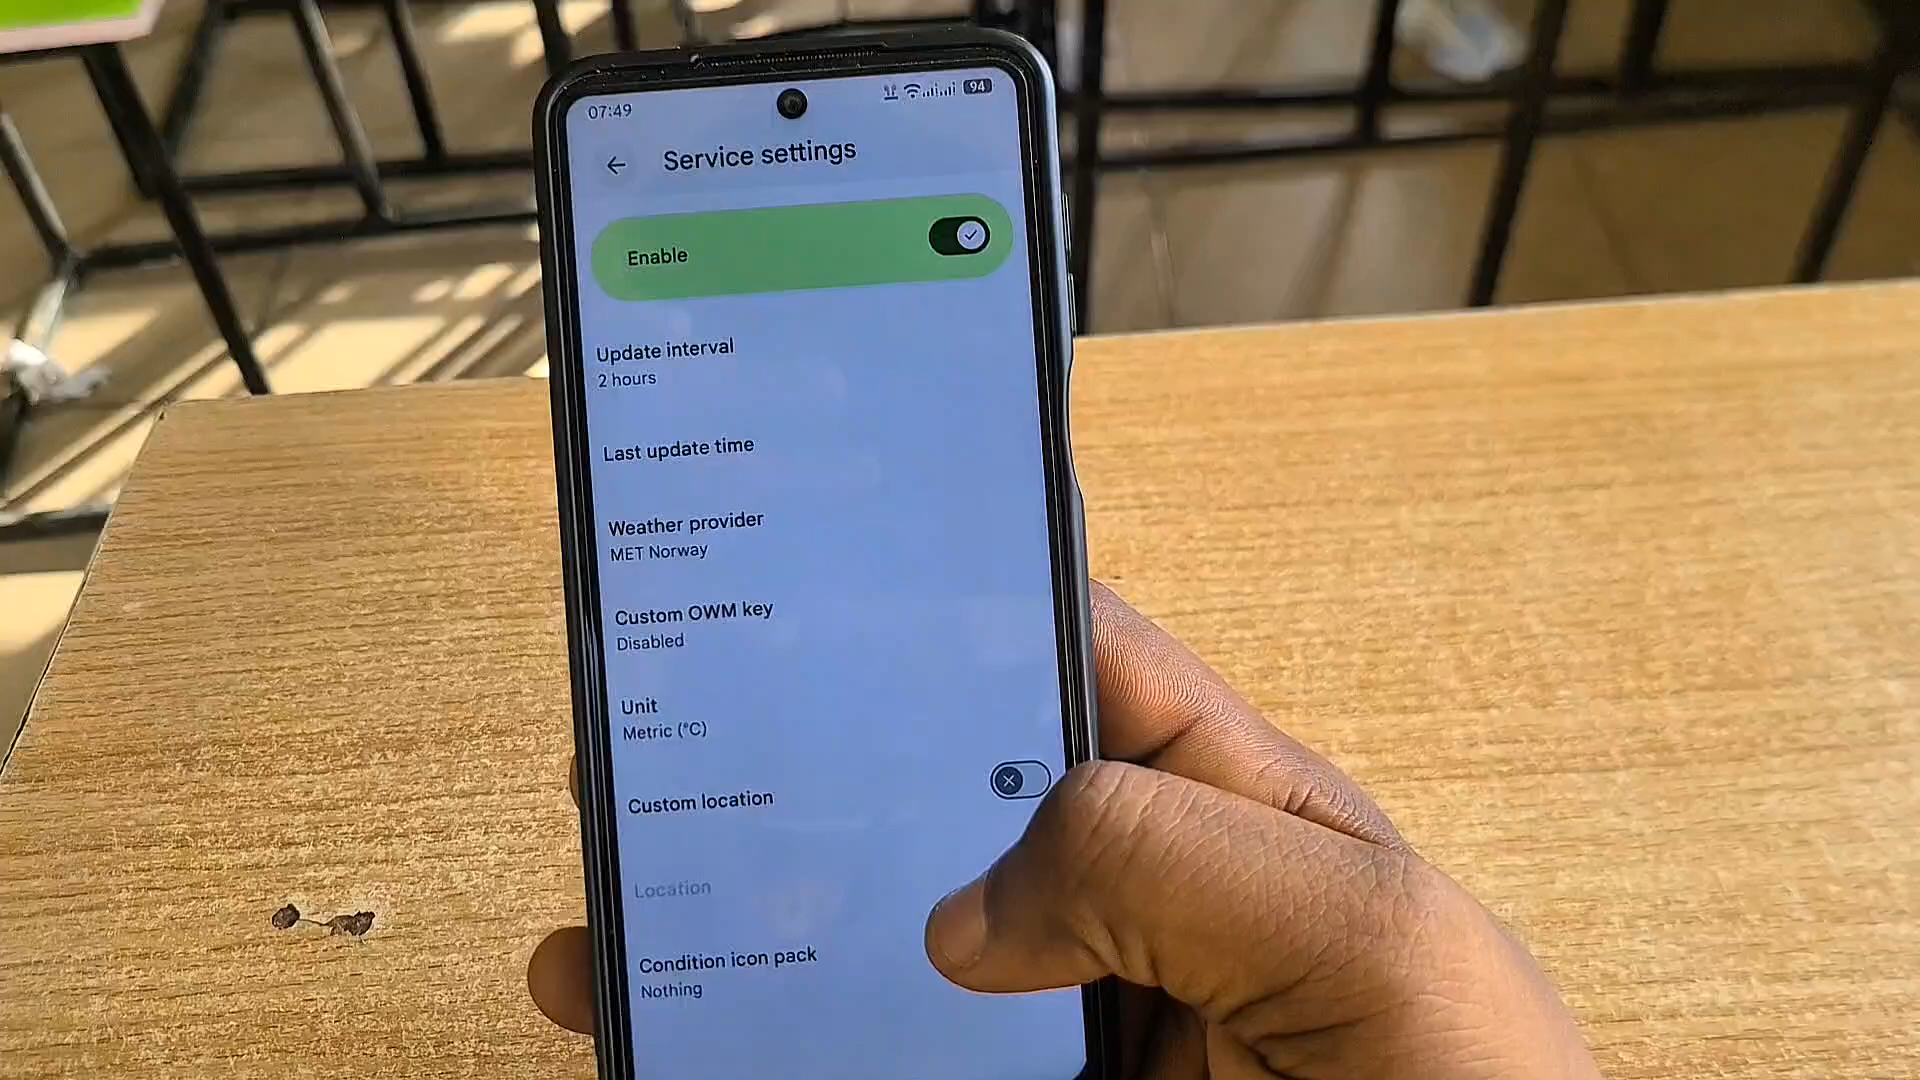 07:49
94
Service settings
Enable
Update interval
2 hours
Last update time
Weather provider
MET Norway
Custom OWM key
Disabled
Unit
Metric (°C)
Custom location
Location
Condition icon pack
Nothing